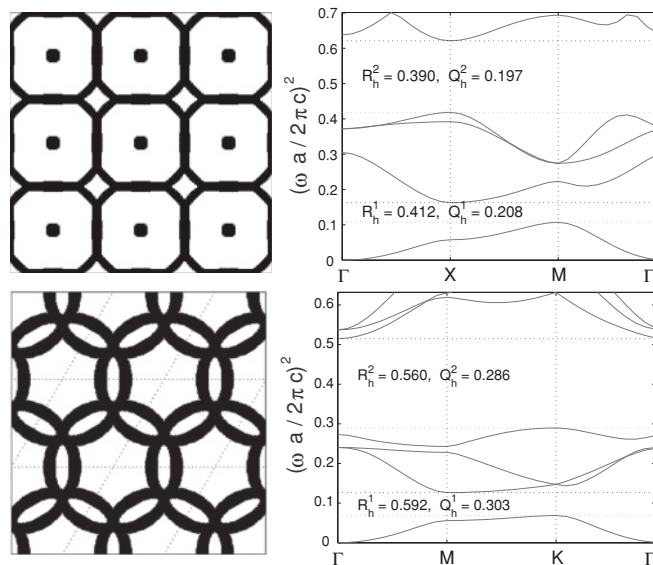 0.7
0.6
0.5
0.4
0.3
0.2
0.1
0
(ω a / 2π c)²
R_h² = 0.390, Q_h² = 0.197
R_h¹ = 0.412, Q_h¹ = 0.208
Γ X M Γ
0.6
0.5
0.4
0.3
0.2
0.1
0
(ω a / 2π c)²
R_h² = 0.560, Q_h² = 0.286
R_h¹ = 0.592, Q_h¹ = 0.303
Γ M K Γ